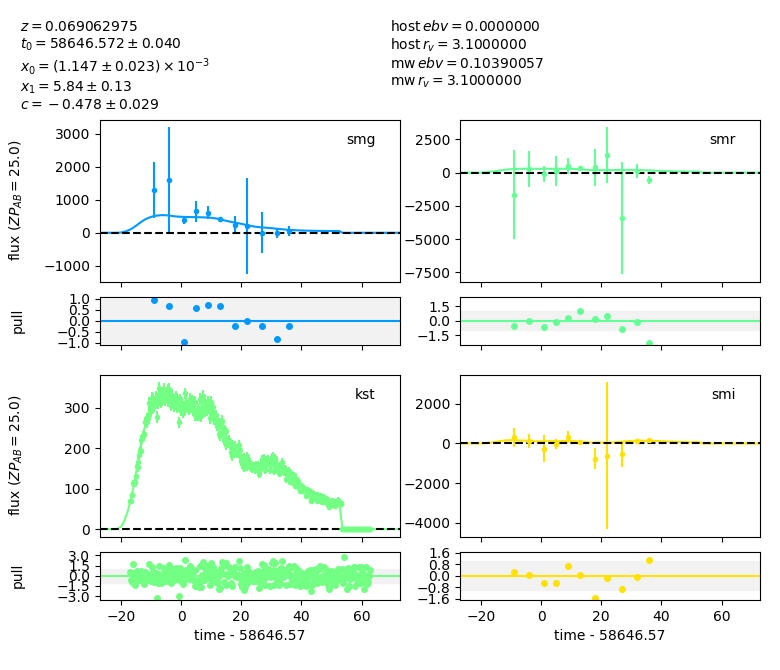 z = 0.069062975
t₀ = 58646.572 ± 0.040
x₀ = (1.147 ± 0.023) × 10⁻³
x₁ = 5.84 ± 0.13
c = −0.478 ± 0.029
host ebv = 0.0000000
host r_v = 3.1000000
mw ebv = 0.10390057
mw r_v = 3.1000000
smg
3000
2000
1000
0
−1000
flux (ZP_AB = 25.0)
smr
2500
0
−2500
−5000
−7500
1.0
0.5
0.0
−0.5
−1.0
pull
1.5
0.0
−1.5
kst
300
200
100
0
flux (ZP_AB = 25.0)
smi
2000
0
−2000
−4000
3.0
1.5
0.0
−1.5
−3.0
pull
−20 0 20 40 60
time - 58646.57
1.6
0.8
0.0
−0.8
−1.6
−20 0 20 40 60
time - 58646.57